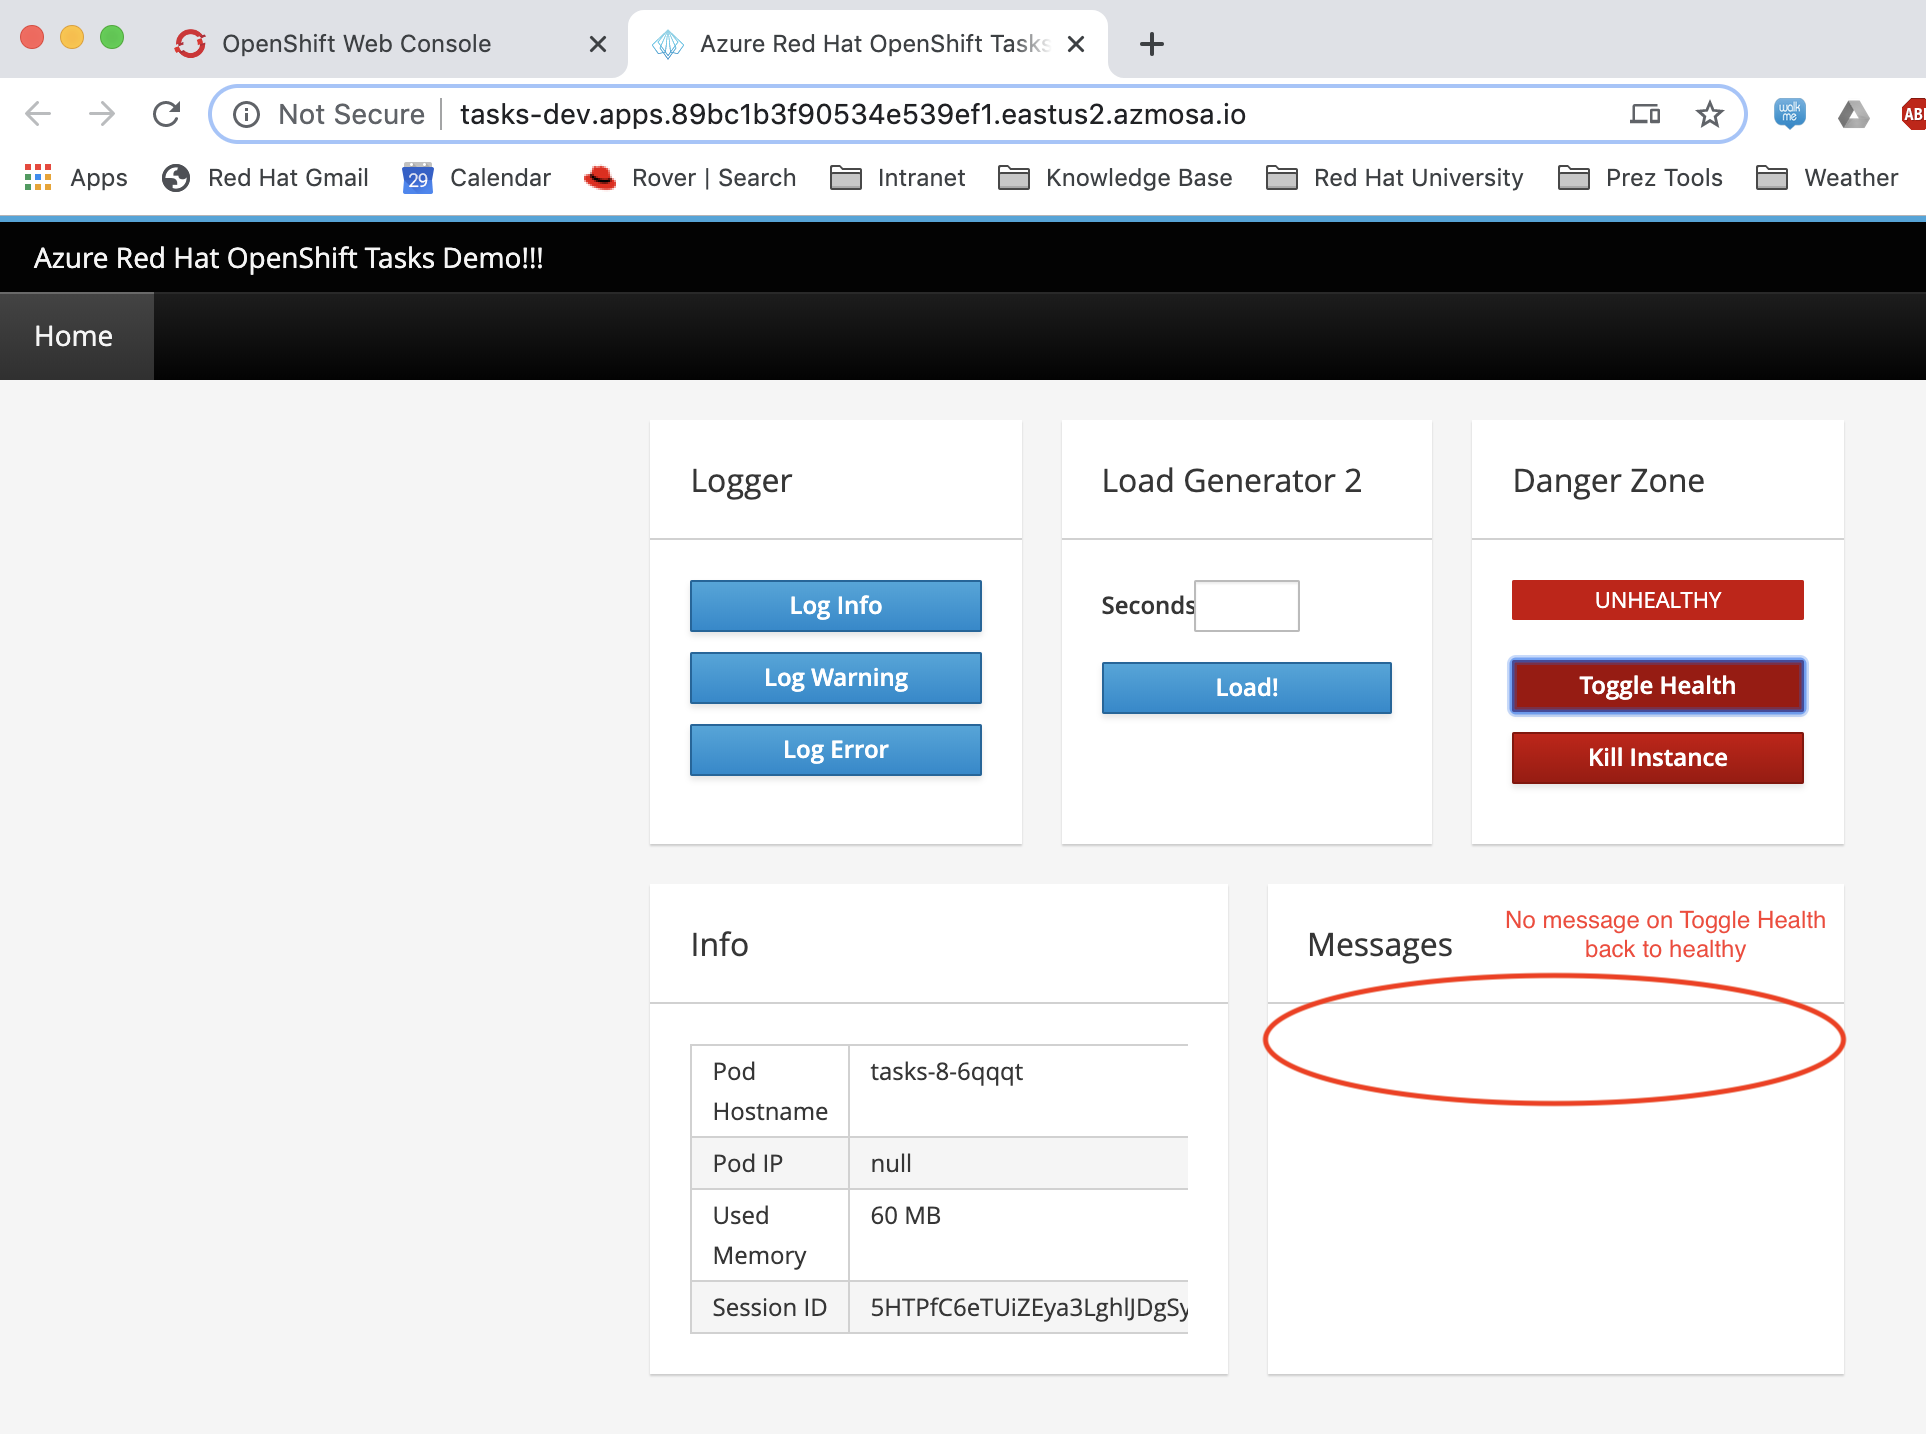 OpenShift Web Console
Azure Red Hat OpenShift Tasks
Not Secure
tasks-dev.apps.89bc1b3f90534e539ef1.eastus2.azmosa.io
walk
me
ABP
Apps
Red Hat Gmail
29
Calendar
Rover | Search
Intranet
Knowledge Base
Red Hat University
Prez Tools
Weather
Azure Red Hat OpenShift Tasks Demo!!!
Home
Logger
Log Info
Log Warning
Log Error
Load Generator 2
Seconds
Load!
Danger Zone
UNHEALTHY
Toggle Health
Kill Instance
Info
Pod
Hostname
tasks-8-6qqqt
Pod IP
null
Used
Memory
60 MB
Session ID
5HTPfC6eTUiZEya3LghlJDgSy
Messages
No message on Toggle Health
back to healthy